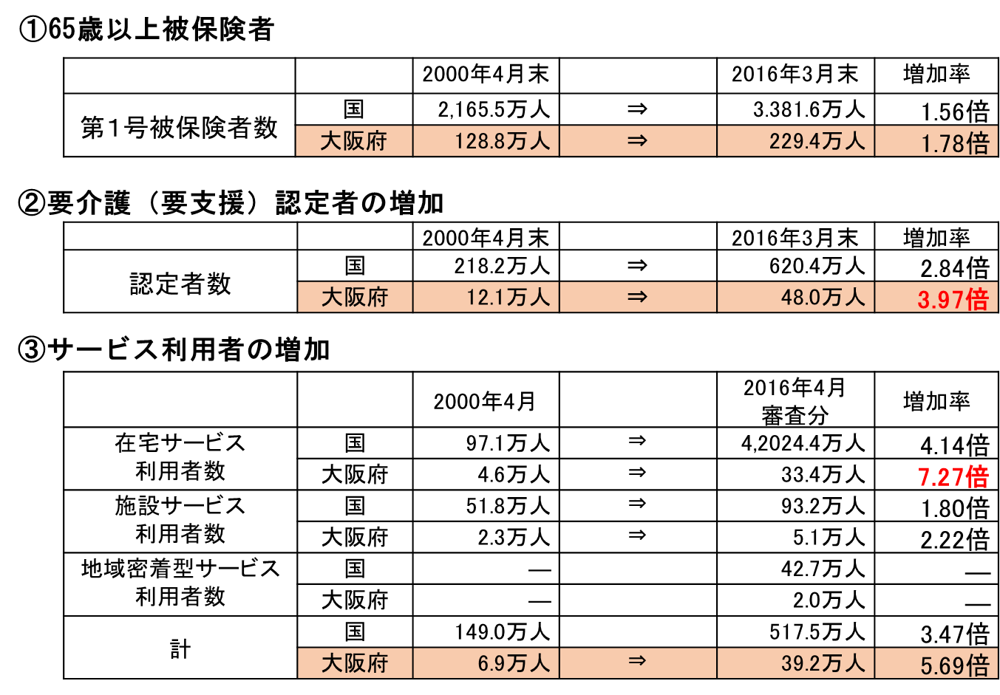 ①65歳以上被保険者
2000年4月末 2016年3月末 増加率
第１号被保険者数
国 2,165.5万人 ⇒ 3.381.6万人 1.56倍
大阪府 128.8万人 ⇒ 229.4万人 1.78倍
②要介護（要支援）認定者の増加
2000年4月末 2016年3月末 増加率
認定者数
国 218.2万人 ⇒ 620.4万人 2.84倍
大阪府 12.1万人 ⇒ 48.0万人 3.97倍
③サービス利用者の増加
2000年4月 2016年4月 増加率
審査分
在宅サービス
利用者数
国 97.1万人 ⇒ 4,2024.4万人 4.14倍
大阪府 4.6万人 ⇒ 33.4万人 7.27倍
施設サービス
利用者数
国 51.8万人 ⇒ 93.2万人 1.80倍
大阪府 2.3万人 ⇒ 5.1万人 2.22倍
地域密着型サービス
利用者数
国 ― 42.7万人 ―
大阪府 ― 2.0万人 ―
計
国 149.0万人 517.5万人 3.47倍
大阪府 6.9万人 ⇒ 39.2万人 5.69倍